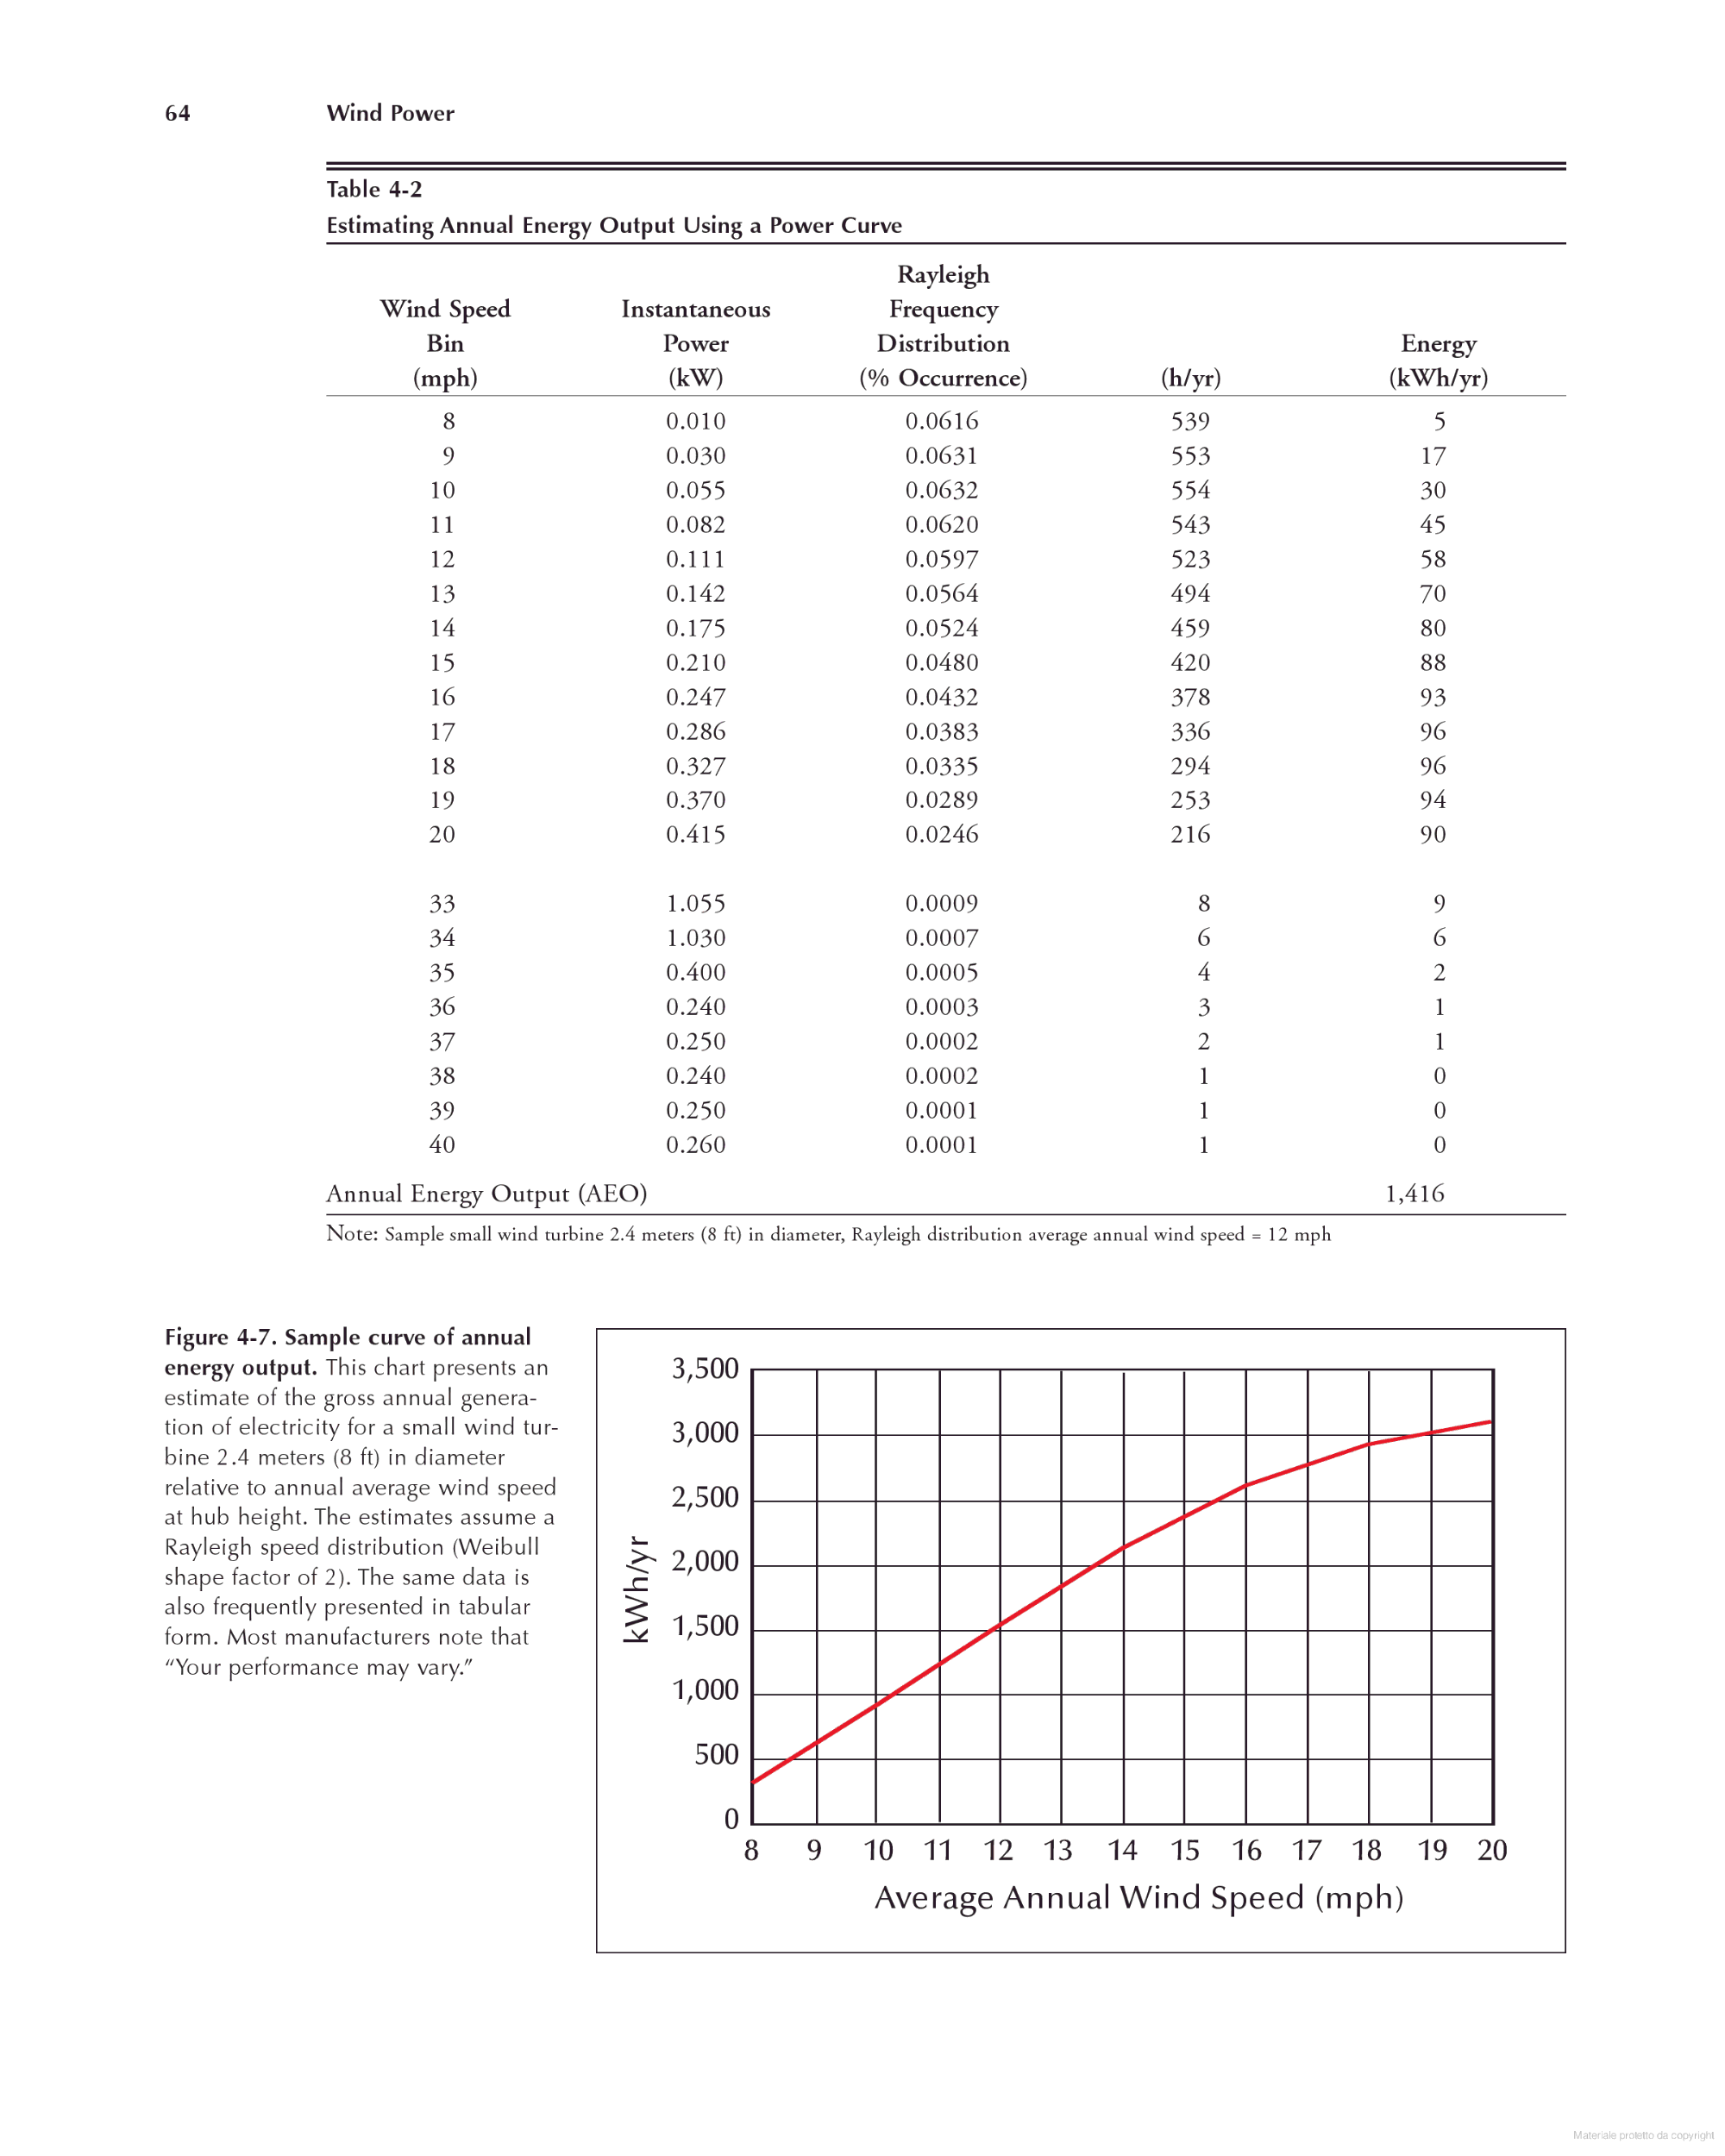 64 Wind Power
Table 4-2
Estimating Annual Energy Output Using a Power Curve
Rayleigh
Wind Speed Instantaneous Frequency
Bin Power Distribution Energy
(mph) (kW) (% Occurrence) (h/yr) (kWh/yr)
8 0.010 0.0616 539 5
9 0.030 0.0631 553 17
10 0.055 0.0632 554 30
11 0.082 0.0620 543 45
12 0.111 0.0597 523 58
13 0.142 0.0564 494 70
14 0.175 0.0524 459 80
15 0.210 0.0480 420 88
16 0.247 0.0432 378 93
17 0.286 0.0383 336 96
18 0.327 0.0335 294 96
19 0.370 0.0289 253 94
20 0.415 0.0246 216 90
33 1.055 0.0009 8 9
34 1.030 0.0007 6 6
35 0.400 0.0005 4 2
36 0.240 0.0003 3 1
37 0.250 0.0002 2 1
38 0.240 0.0002 1 0
39 0.250 0.0001 1 0
40 0.260 0.0001 1 0
Annual Energy Output (AEO) 1,416
Note: Sample small wind turbine 2.4 meters (8 ft) in diameter, Rayleigh distribution average annual wind speed = 12 mph
Figure 4-7. Sample curve of annual
energy output. This chart presents an
estimate of the gross annual genera-
tion of electricity for a small wind tur-
bine 2.4 meters (8 ft) in diameter
relative to annual average wind speed
at hub height. The estimates assume a
Rayleigh speed distribution (Weibull
shape factor of 2). The same data is
also frequently presented in tabular
form. Most manufacturers note that
“Your performance may vary.”
3,500
3,000
2,500
2,000
1,500
1,000
500
0
kWh/yr
8 9 10 11 12 13 14 15 16 17 18 19 20
Average Annual Wind Speed (mph)
Materiale protetto da copyright